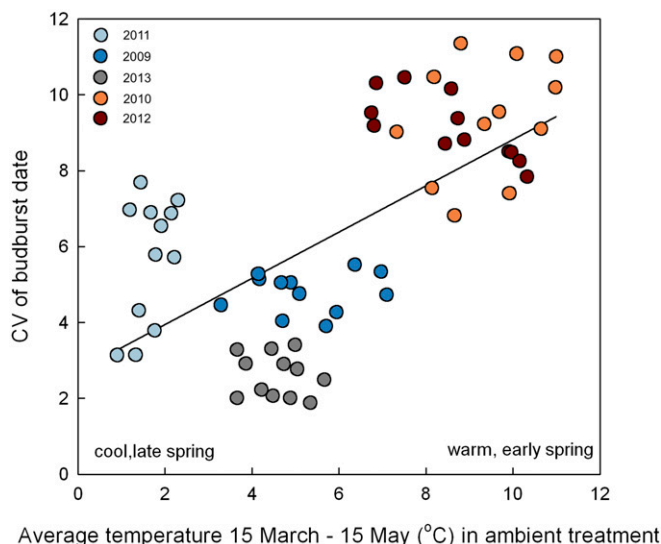 12
10
8
6
4
2
0
CV of budburst date
2011
2009
2013
2010
2012
cool,late spring
warm, early spring
0 2 4 6 8 10 12
Average temperature 15 March - 15 May (°C) in ambient treatment